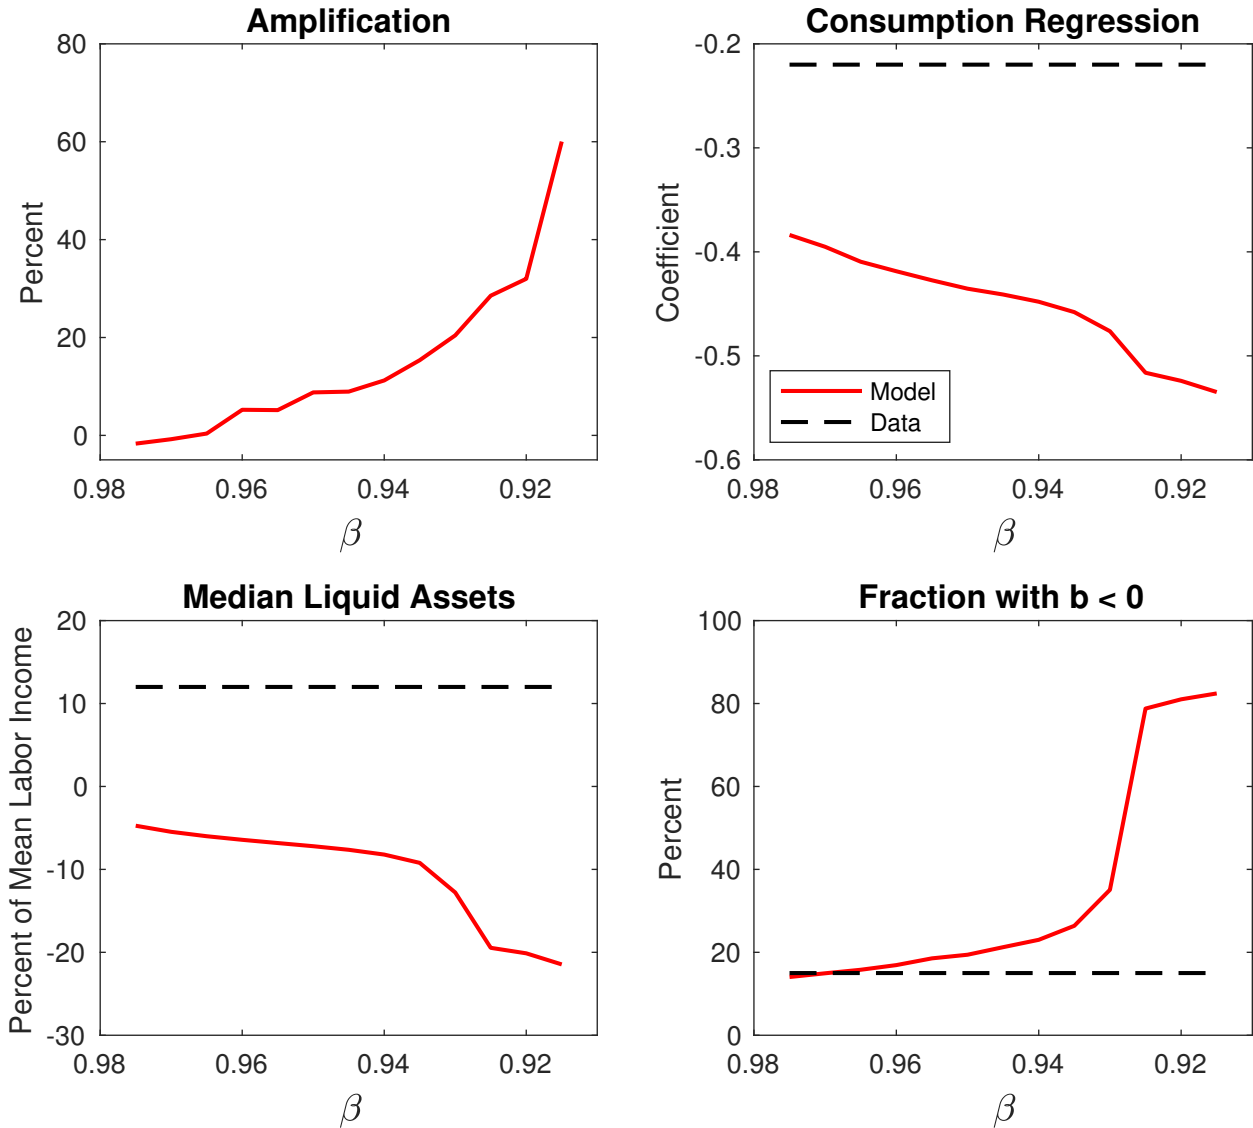 Amplification
80
60
40
20
0
Percent
0.98
0.96
0.94
0.92
β
Consumption Regression
-0.2
-0.3
-0.4
-0.5
-0.6
Coefficient
Model
Data
0.98
0.96
0.94
0.92
β
Median Liquid Assets
20
10
0
-10
-20
-30
Percent of Mean Labor Income
0.98
0.96
0.94
0.92
β
Fraction with b < 0
100
80
60
40
20
0
Percent
0.98
0.96
0.94
0.92
β